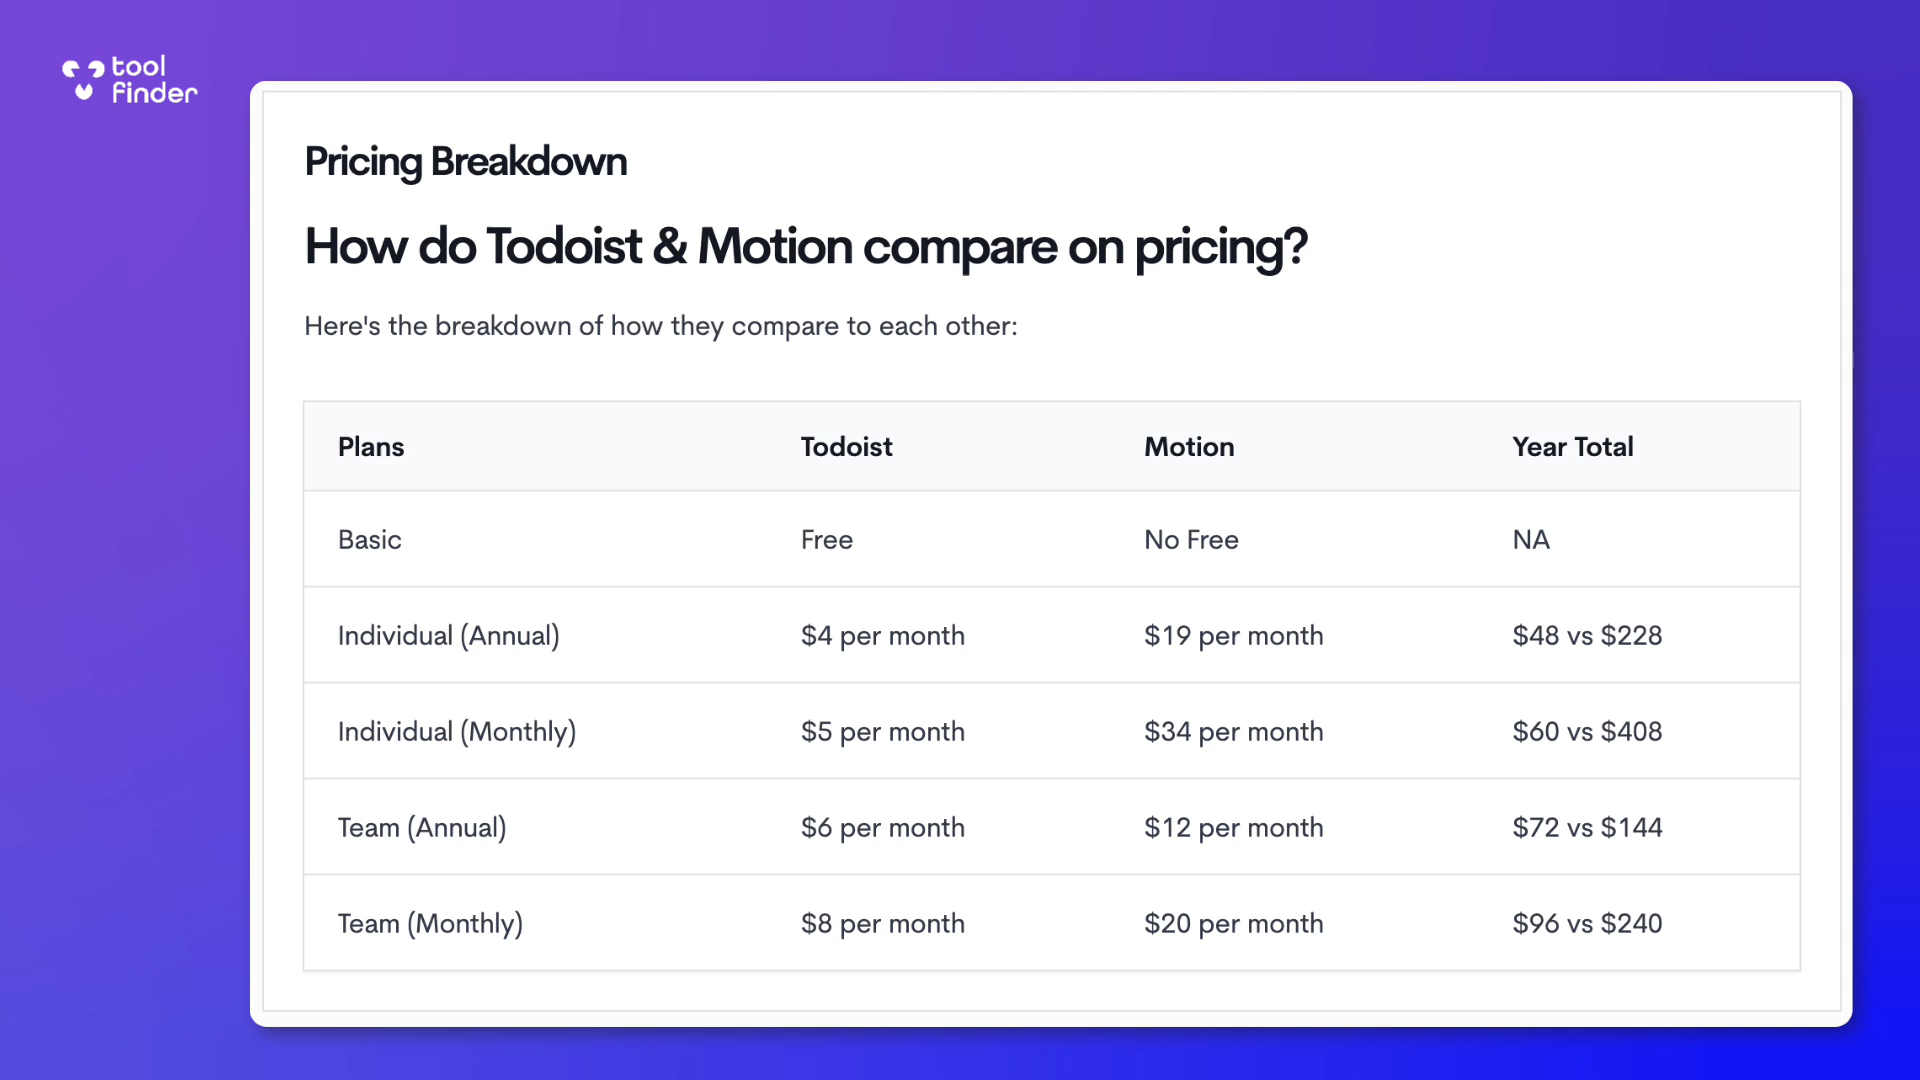 tool
finder
Pricing Breakdown
How do Todoist & Motion compare on pricing?
Here's the breakdown of how they compare to each other:
Plans Todoist Motion Year Total
Basic Free No Free NA
Individual (Annual) $4 per month $19 per month $48 vs $228
Individual (Monthly) $5 per month $34 per month $60 vs $408
Team (Annual) $6 per month $12 per month $72 vs $144
Team (Monthly) $8 per month $20 per month $96 vs $240